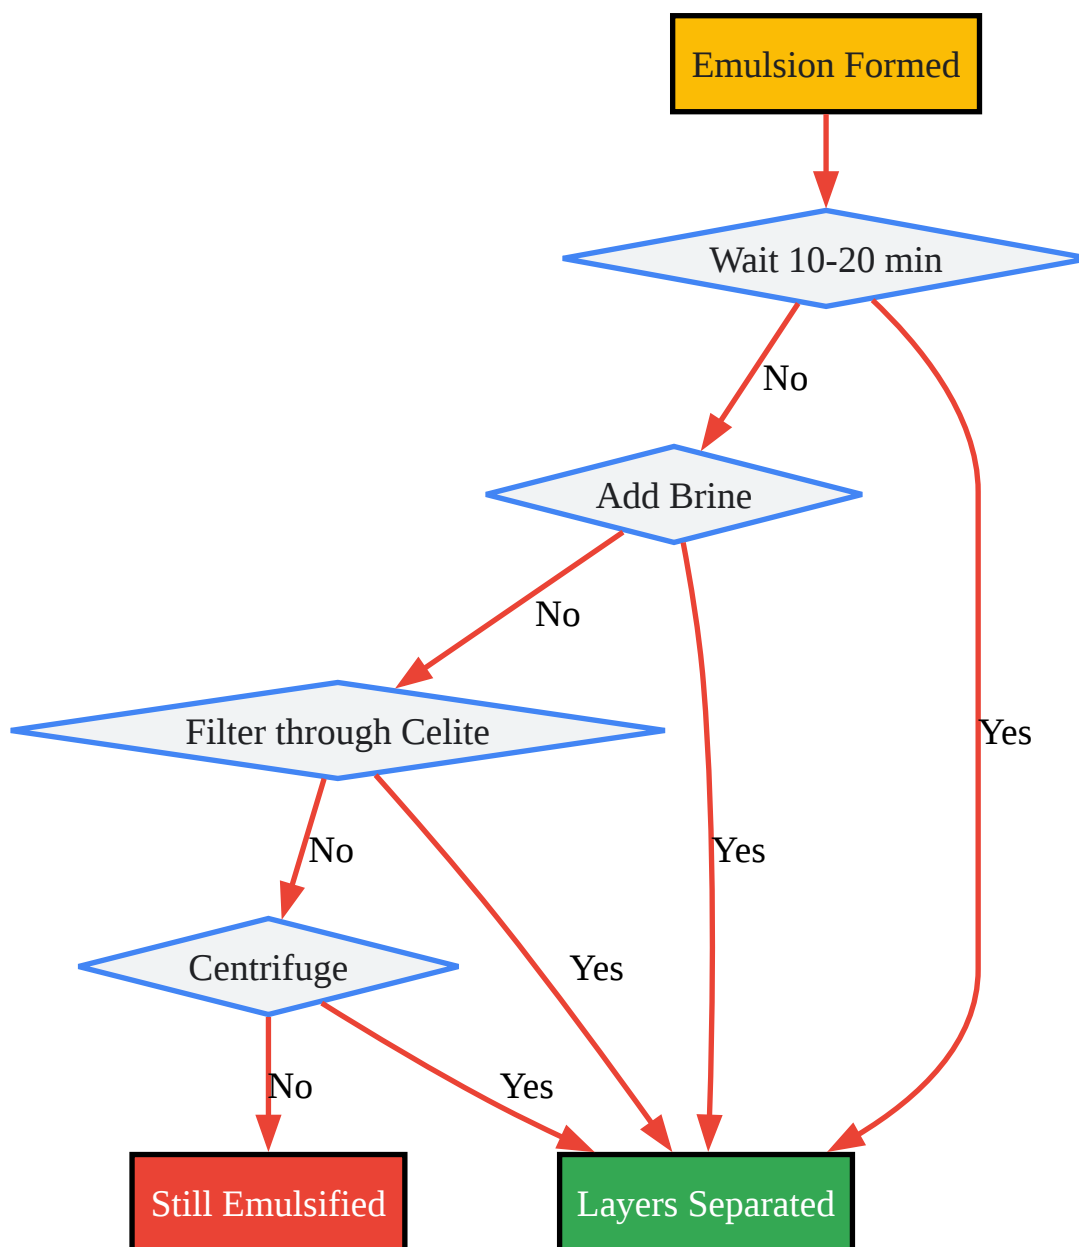 Emulsion Formed
Wait 10-20 min
No
Add Brine
No
Filter through Celite
Yes
No
Yes
Centrifuge
Yes
No
Yes
Still Emulsified
Layers Separated